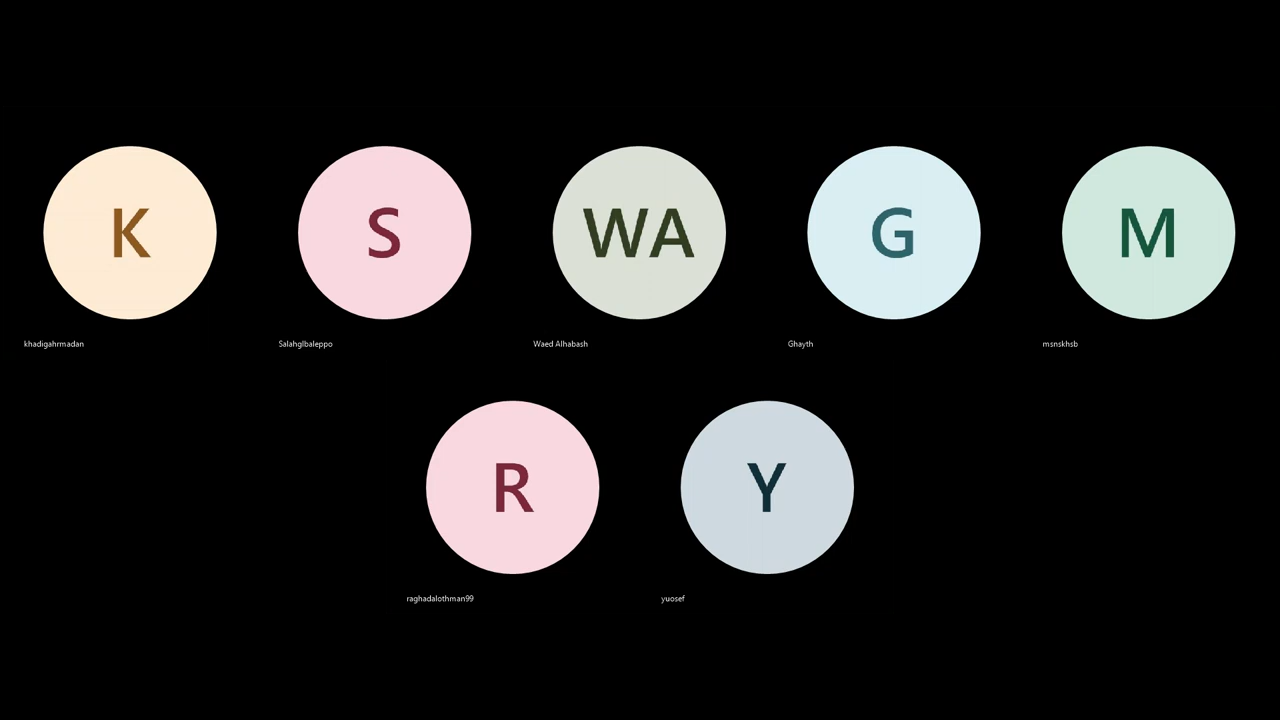 K
S
WA
G
M
khadigahrmadan
Salahglbaleppo
Waed Alhabash
Ghayth
msnskhsb
R
Y
raghadalothman99
yuosef